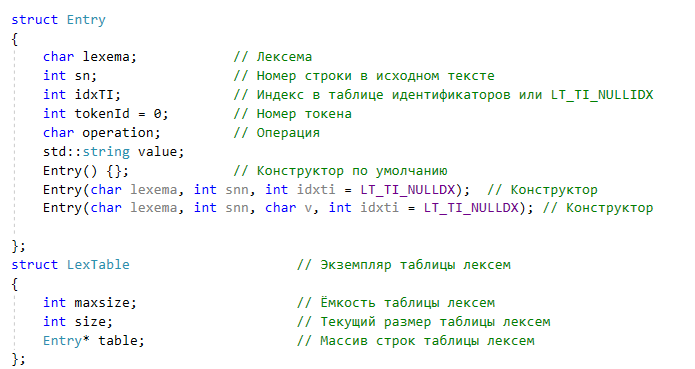 struct Entry
{
char lexema; // Лексема
int sn; // Номер строки в исходном тексте
int idxTI; // Индекс в таблице идентификаторов или LT_TI_NULLIDX
int tokenId = 0; // Номер токена
char operation; // Операция
std::string value;
Entry() {}; // Конструктор по умолчанию
Entry(char lexema, int snn, int idxti = LT_TI_NULLDX); // Конструктор
Entry(char lexema, int snn, char v, int idxti = LT_TI_NULLDX); // Конструктор
};
struct LexTable // Экземпляр таблицы лексем
{
int maxsize; // Ёмкость таблицы лексем
int size; // Текущий размер таблицы лексем
Entry* table; // Массив строк таблицы лексем
};